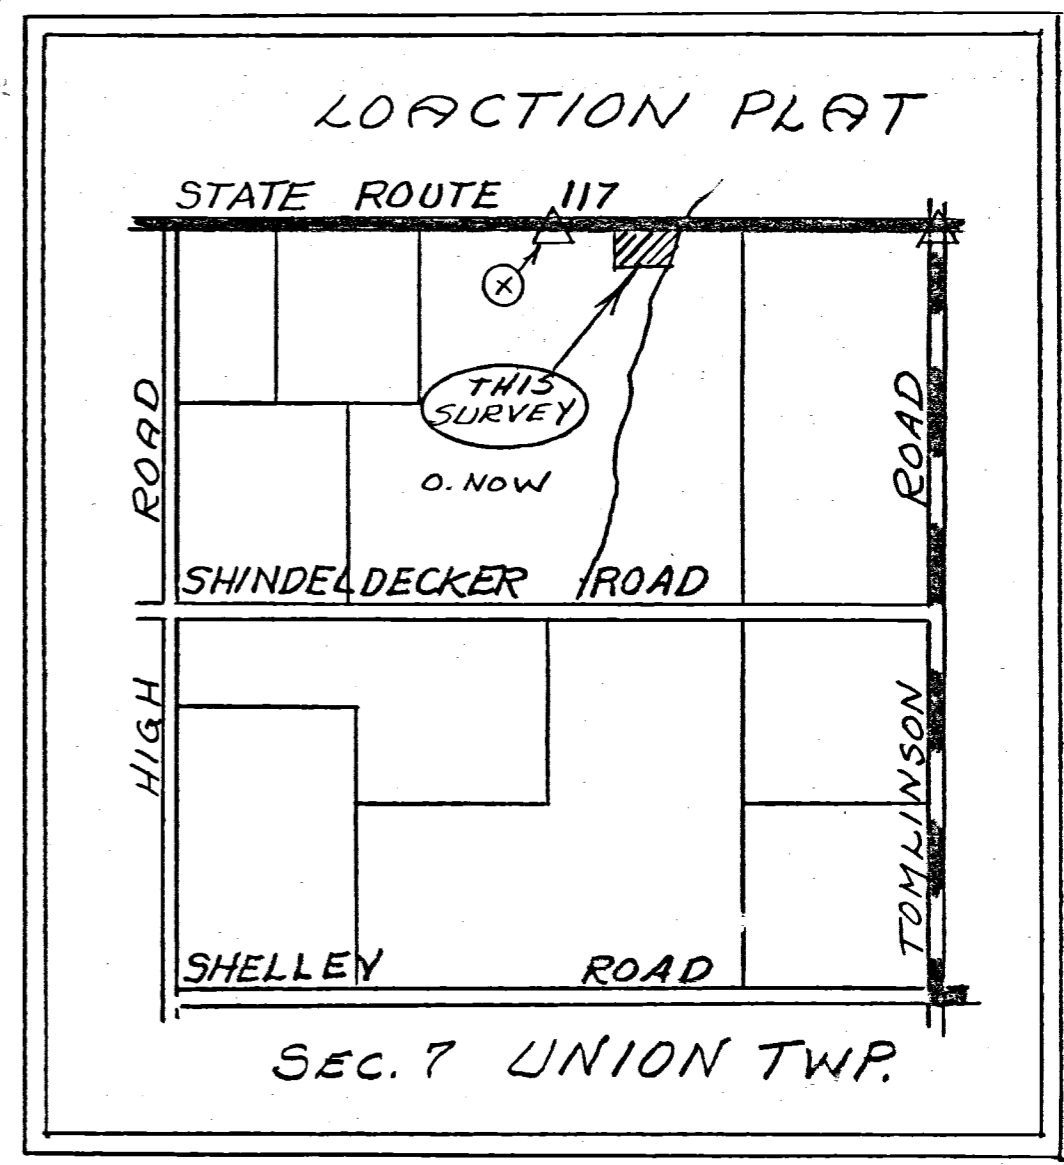 LOACTION PLAT
STATE ROUTE 117
X
THIS
SURVEY
O. NOW
ROAD
ROAD
SHINDELDECKER ROAD
HIGH
TOMLINSON
SHELLEY ROAD
SEC. 7 UNION TWP.